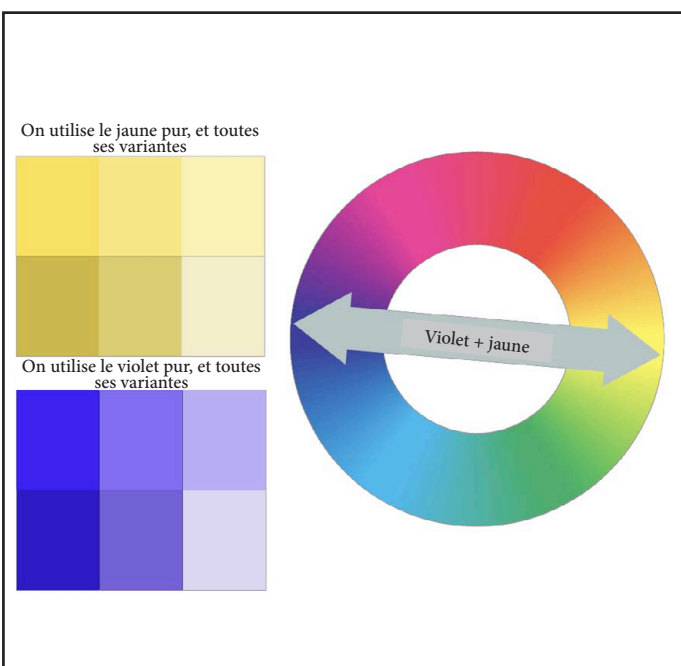 On utilise le jaune pur, et toutes
ses variantes
On utilise le violet pur, et toutes
ses variantes
Violet + jaune